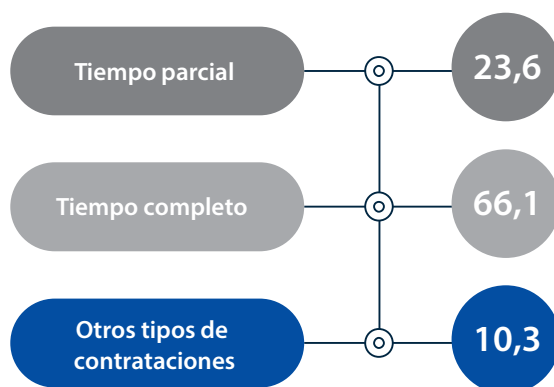 Tiempo parcial
23,6
Tiempo completo
66,1
Otros tipos de
contrataciones
10,3